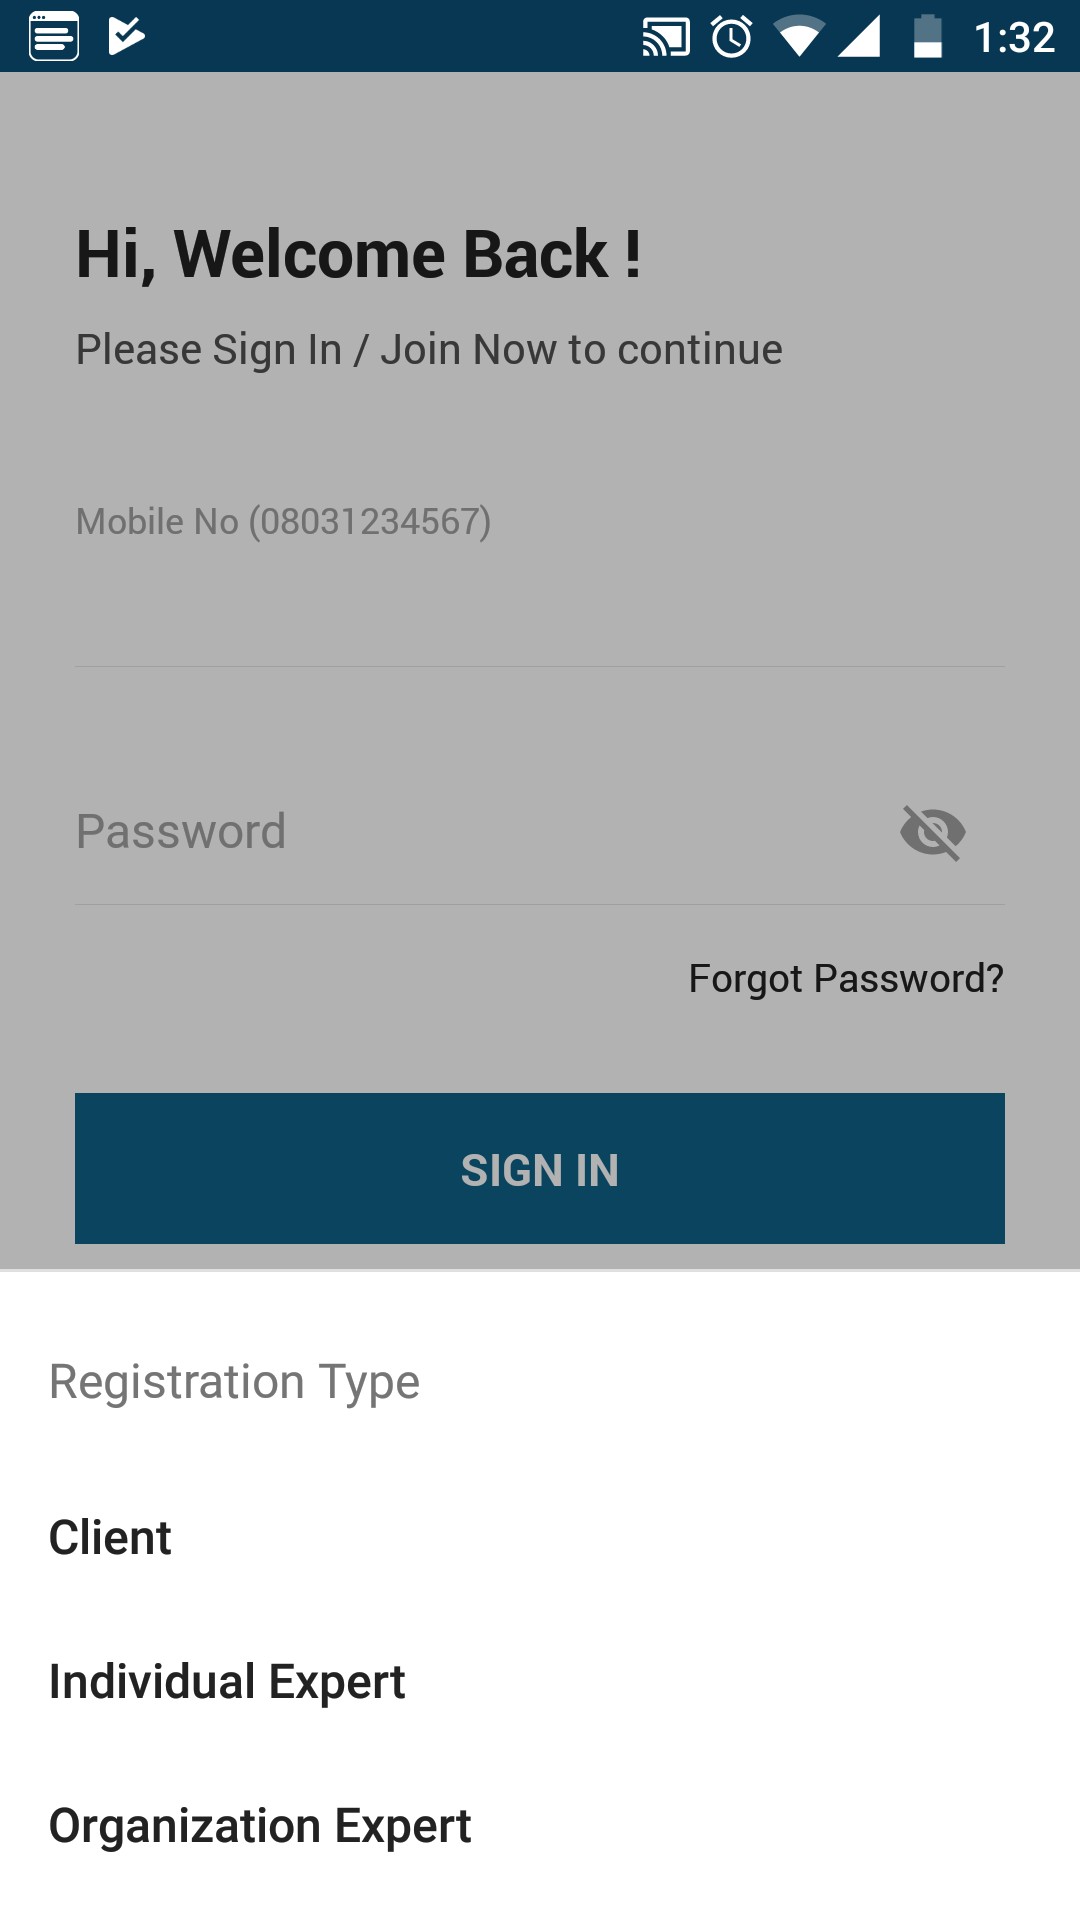 1:32
Hi, Welcome Back !
Please Sign In / Join Now to continue
Mobile No (08031234567)
Password
Forgot Password?
SIGN IN
Registration Type
Client
Individual Expert
Organization Expert